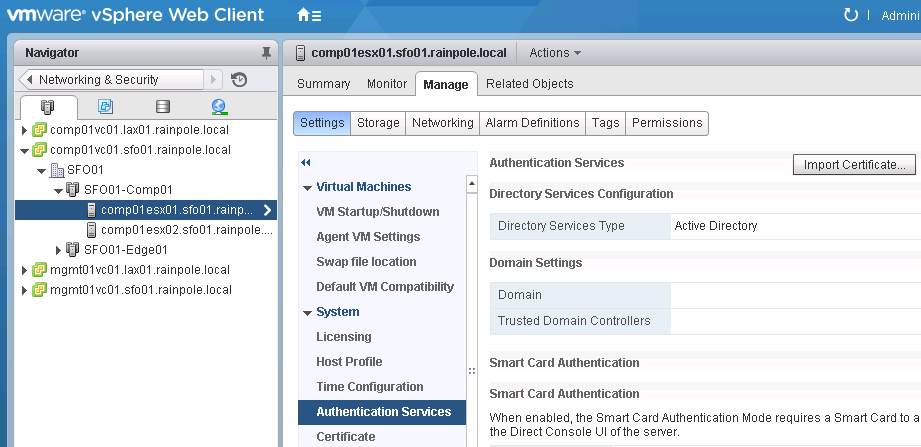 vmware® vSphere Web Client
Admini
Navigator
Networking & Security
comp01vc01.lax01.rainpole.local
comp01vc01.sfo01.rainpole.local
SFO01
SFO01-Comp01
comp01esx01.sfo01.rainp...
comp01esx02.sfo01.rainpole....
SFO01-Edge01
mgmt01vc01.lax01.rainpole.local
mgmt01vc01.sfo01.rainpole.local
comp01esx01.sfo01.rainpole.local Actions
Summary Monitor Manage Related Objects
Settings Storage Networking Alarm Definitions Tags Permissions
Virtual Machines
VM Startup/Shutdown
Agent VM Settings
Swap file location
Default VM Compatibility
System
Licensing
Host Profile
Time Configuration
Authentication Services
Certificate
Authentication Services Import Certificate...
Directory Services Configuration
Directory Services Type Active Directory
Domain Settings
Domain
Trusted Domain Controllers
Smart Card Authentication
Smart Card Authentication
When enabled, the Smart Card Authentication Mode requires a Smart Card to a
the Direct Console UI of the server.